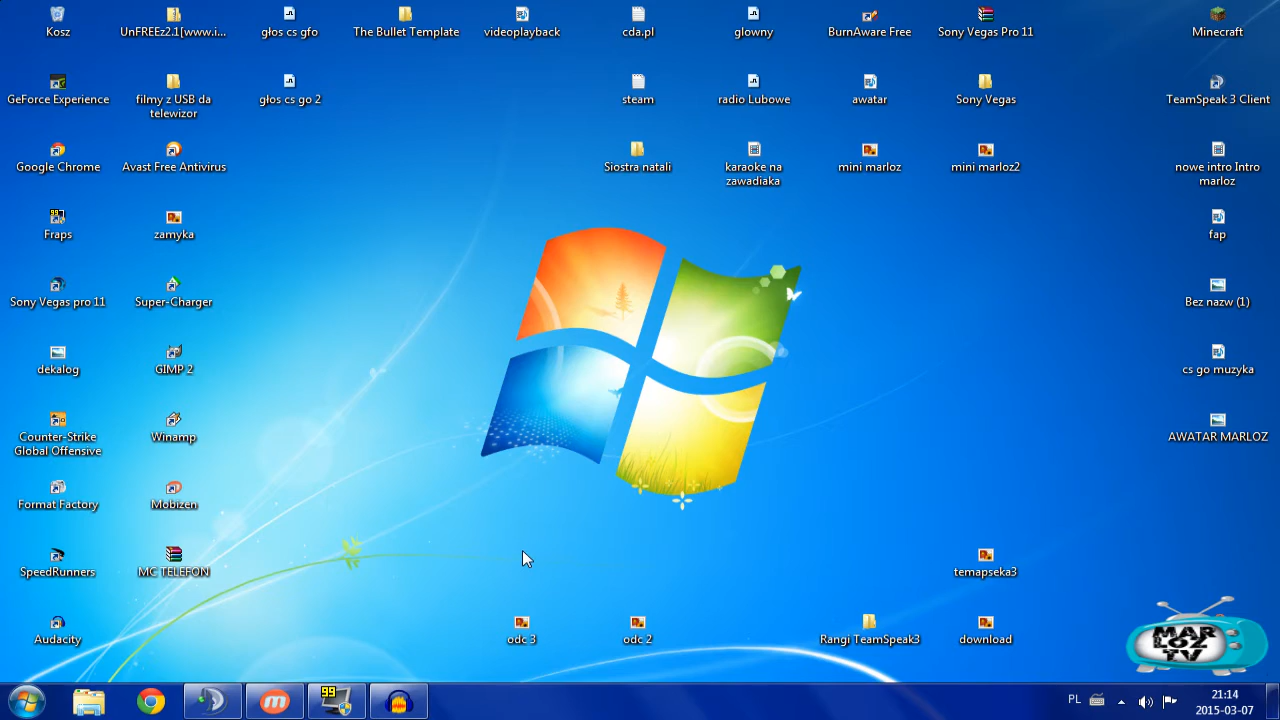 Kosz
UnFREEz2.1[www.i...
głos cs gfo
The Bullet Template
videoplayback
cda.pl
glowny
BurnAware Free
Sony Vegas Pro 11
Minecraft
GeForce Experience
filmy z USB da
telewizor
głos cs go 2
steam
radio Lubowe
awatar
Sony Vegas
TeamSpeak 3 Client
Google Chrome
Avast Free Antivirus
Siostra natali
karaoke na
zawadiaka
mini marloz
mini marloz2
nowe intro Intro
marloz
99
Fraps
zamyka
fap
Sony Vegas pro 11
Super-Charger
Bez nazw (1)
dekalog
GIMP 2
cs go muzyka
Counter-Strike
Global Offensive
Winamp
AWATAR MARLOZ
Format Factory
Mobizen
SpeedRunners
MC TELEFON
temapseka3
Audacity
odc 3
odc 2
Rangi TeamSpeak3
download
MAR
LOZ
TV
m
99
PL
21:14
2015-03-07